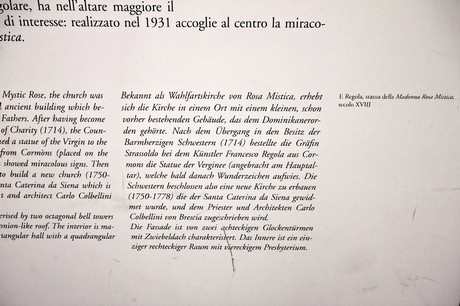 golare, ha nell'altare maggiore il
di interesse: realizzato nel 1931 accoglie al centro la miraco-
stica.
Mystic Rose, the church was
l ancient building which be-
Fathers. After having become
of Charity (1714), the Coun-
ned a statue of the Virgin to the
from Cormòns (placed on the
showed miraculous signs. Then
to build a new church (1750-
anta Caterina da Siena which is
t and architect Carlo Colbellini
erised by two octagonal bell towers
onion-like roof. The interior is ma-
tangular hall with a quadrangular
Bekannt als Wahlfartskirche von Rosa Mistica, erhebt
sich die Kirche in einem Ort mit einem kleinen, schon
vorher bestehenden Gebäude, das dem Dominikaneror-
den gehörte. Nach dem Übergang in den Besitz der
Barmherzigen Schwestern (1714) bestellte die Gräfin
Strasoldo bei dem Künstler Francesco Regola aus Cor-
mons die Statue der Verginee (angebracht am Hauptal-
tar), welche bald danach Wunderzeichen aufwies. Die
Schwestern beschlossen also eine neue Kirche zu erbauen
(1750-1778) die der Santa Caterina da Siena gewid-
met wurde, und dem Priester und Architekten Carlo
Colbellini von Brescia zugeschrieben wird.
Die Fassade ist von zwei achteckigen Glockentürmen
mit Zwiebeldach charakterisiert. Das Innere ist ein ein-
ziger rechteckiger Raum mit viereckigem Presbyterium.
F. Regola, statua della Madonna Rosa Mistica,
secolo XVIII